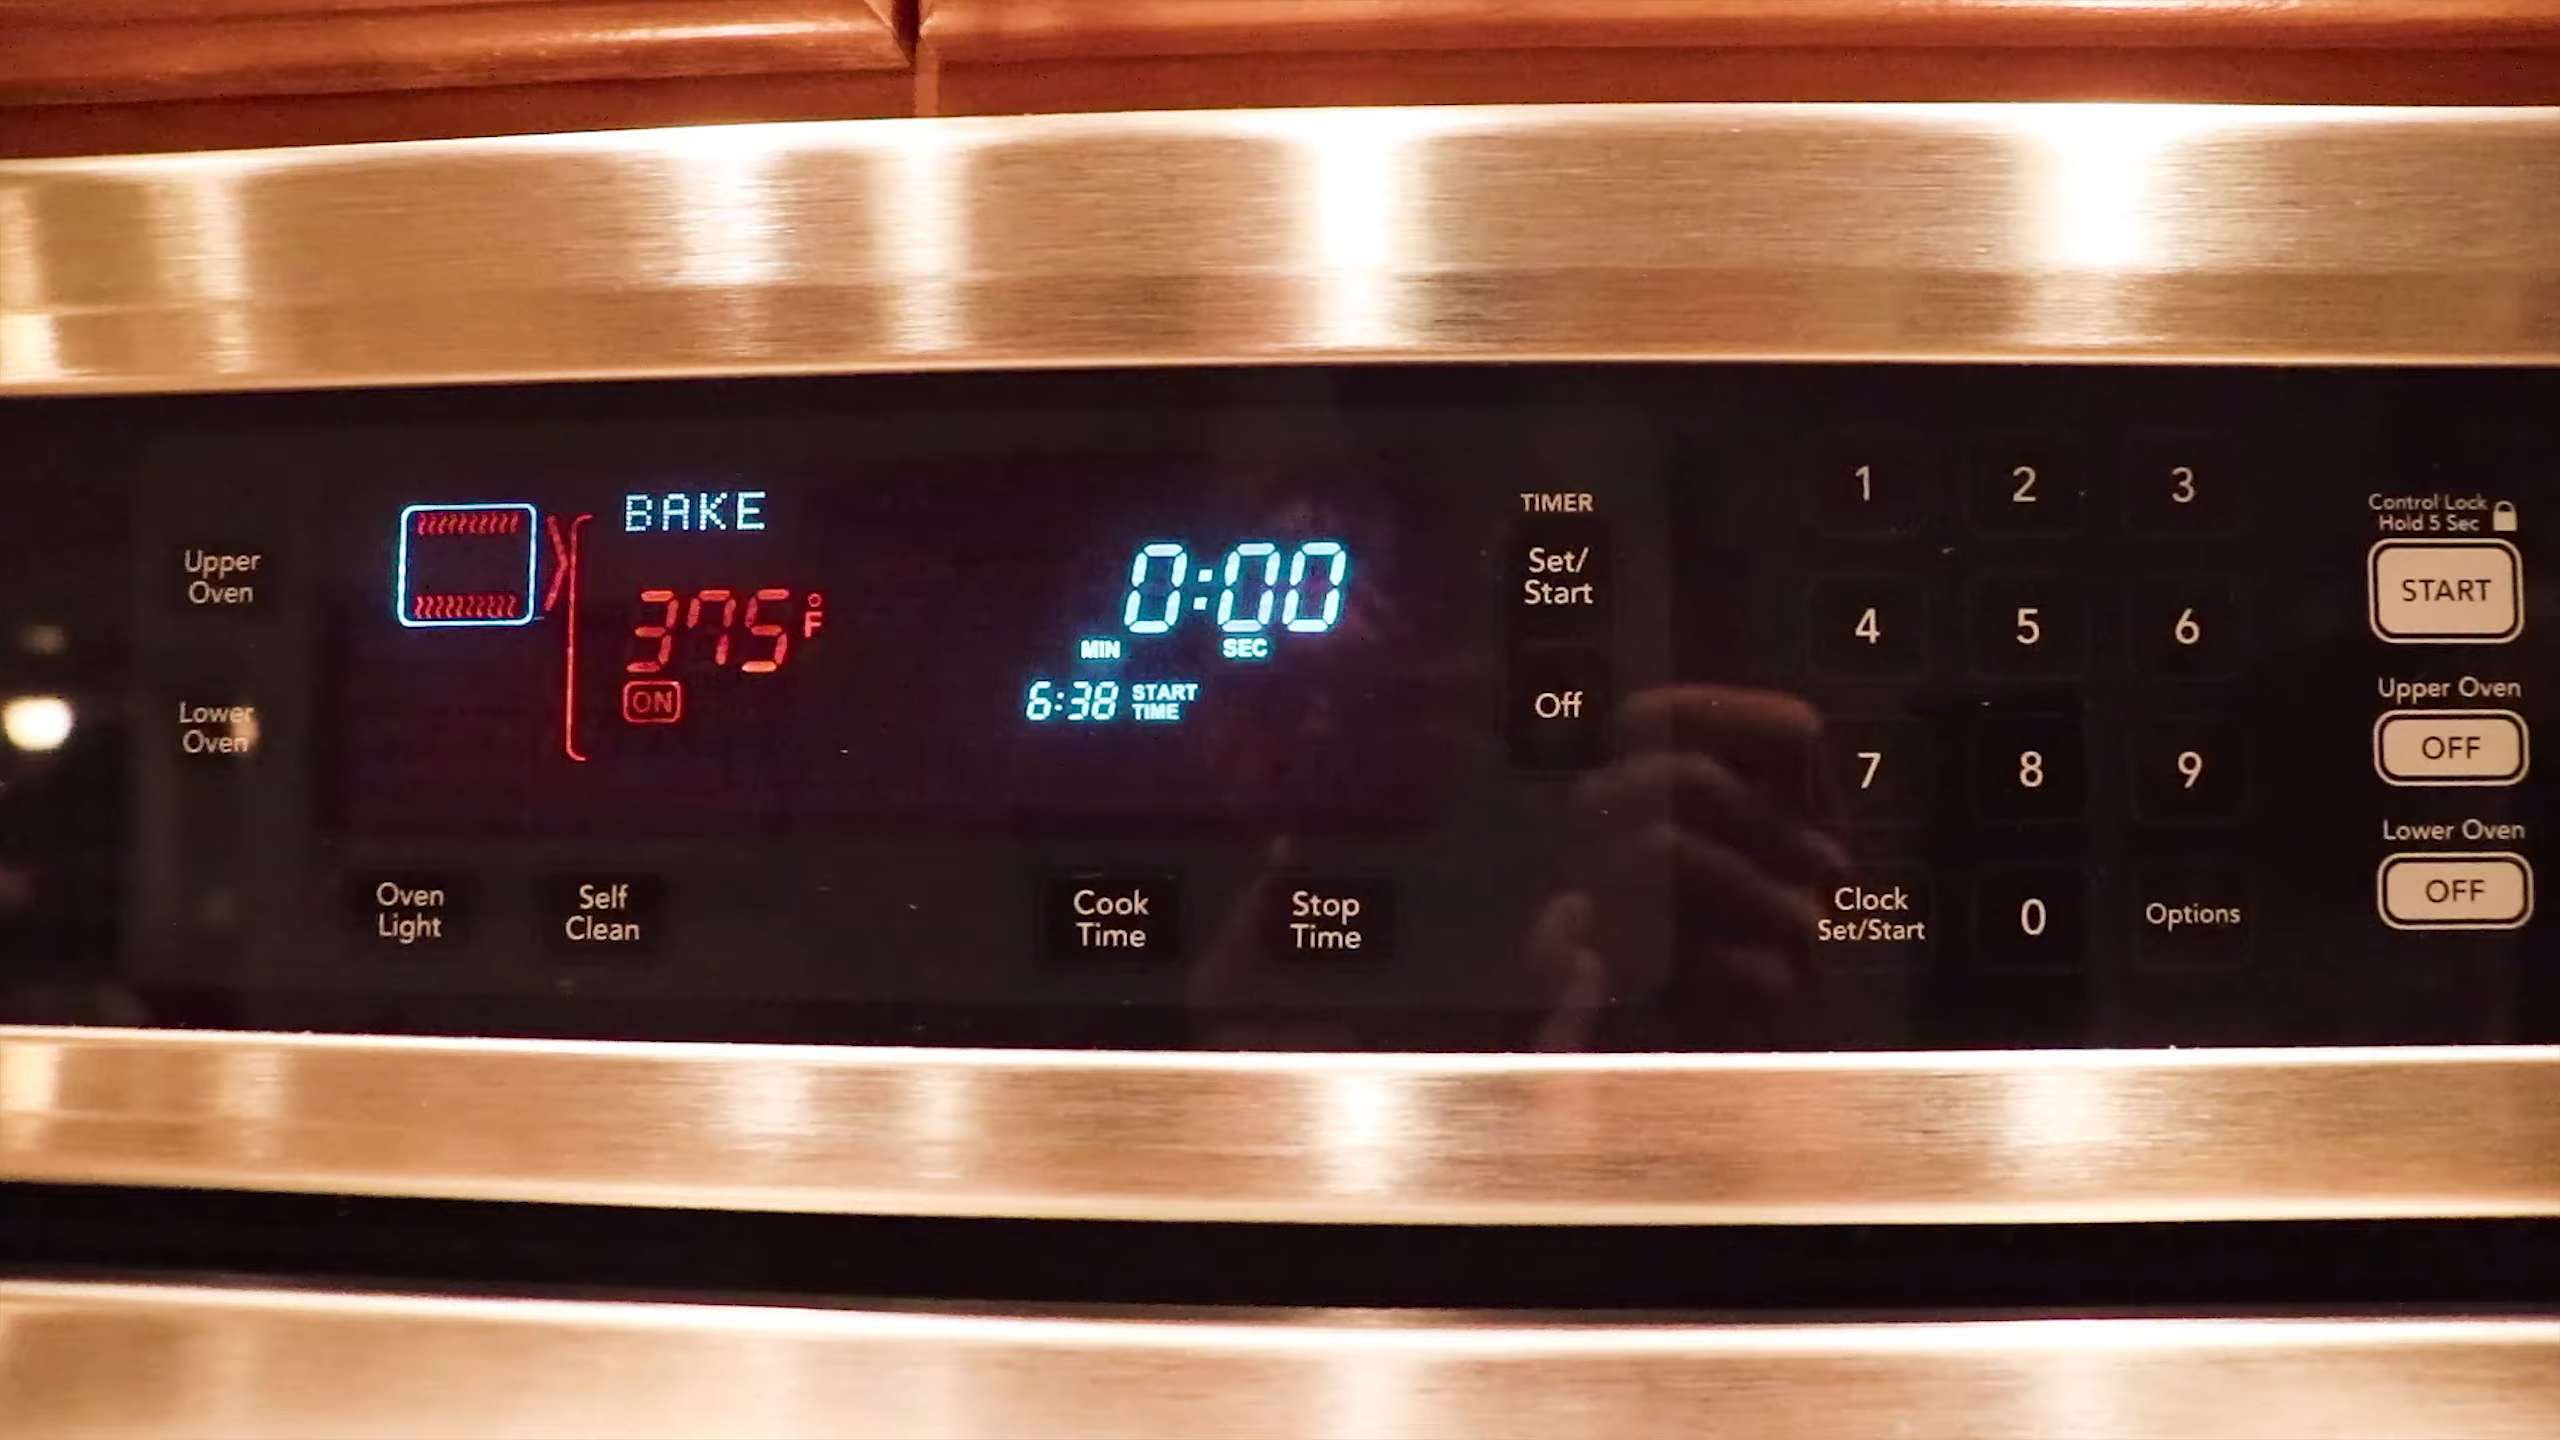 BAKE
375°F
ON
0:00
MIN SEC
6:38 START
TIME
Upper
Oven
Lower
Oven
Oven
Light
Self
Clean
Cook
Time
Stop
Time
TIMER
Set/
Start
Off
1 2 3
4 5 6
7 8 9
Clock
Set/Start
0
Options
Control Lock
Hold 5 Sec
START
Upper Oven
OFF
Lower Oven
OFF